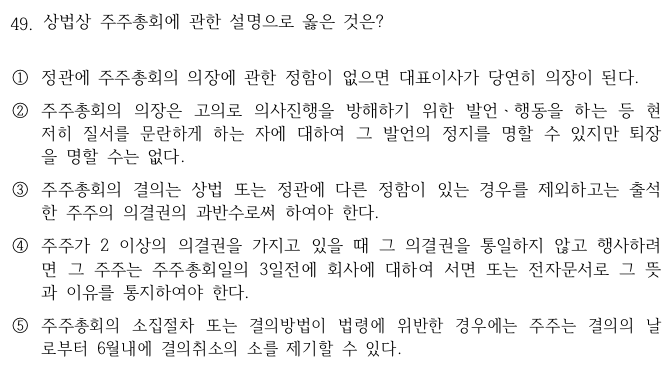 49. 상법상 주주총회에 관한 설명으로 옳은 것은?
① 정관에 주주총회의 의장에 관한 정함이 없으면 대표이사가 당연히 의장이 된다.
② 주주총회의 의장은 고의로 의사진행을 방해하기 위한 발언ㆍ행동을 하는 등 현
저히 질서를 문란하게 하는 자에 대하여 그 발언의 정지를 명할 수 있지만 퇴장
을 명할 수는 없다.
③ 주주총회의 결의는 상법 또는 정관에 다른 정함이 있는 경우를 제외하고는 출석
한 주주의 의결권의 과반수로써 하여야 한다.
④ 주주가 2 이상의 의결권을 가지고 있을 때 그 의결권을 통일하지 않고 행사하려
면 그 주주는 주주총회일의 3일전에 회사에 대하여 서면 또는 전자문서로 그 뜻
과 이유를 통지하여야 한다.
⑤ 주주총회의 소집절차 또는 결의방법이 법령에 위반한 경우에는 주주는 결의의 날
로부터 6월내에 결의취소의 소를 제기할 수 있다.